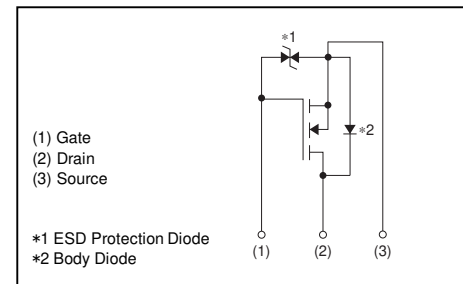 ∗1
∗2
(1) Gate
(2) Drain
(3) Source
∗1 ESD Protection Diode
∗2 Body Diode
(1) (2) (3)